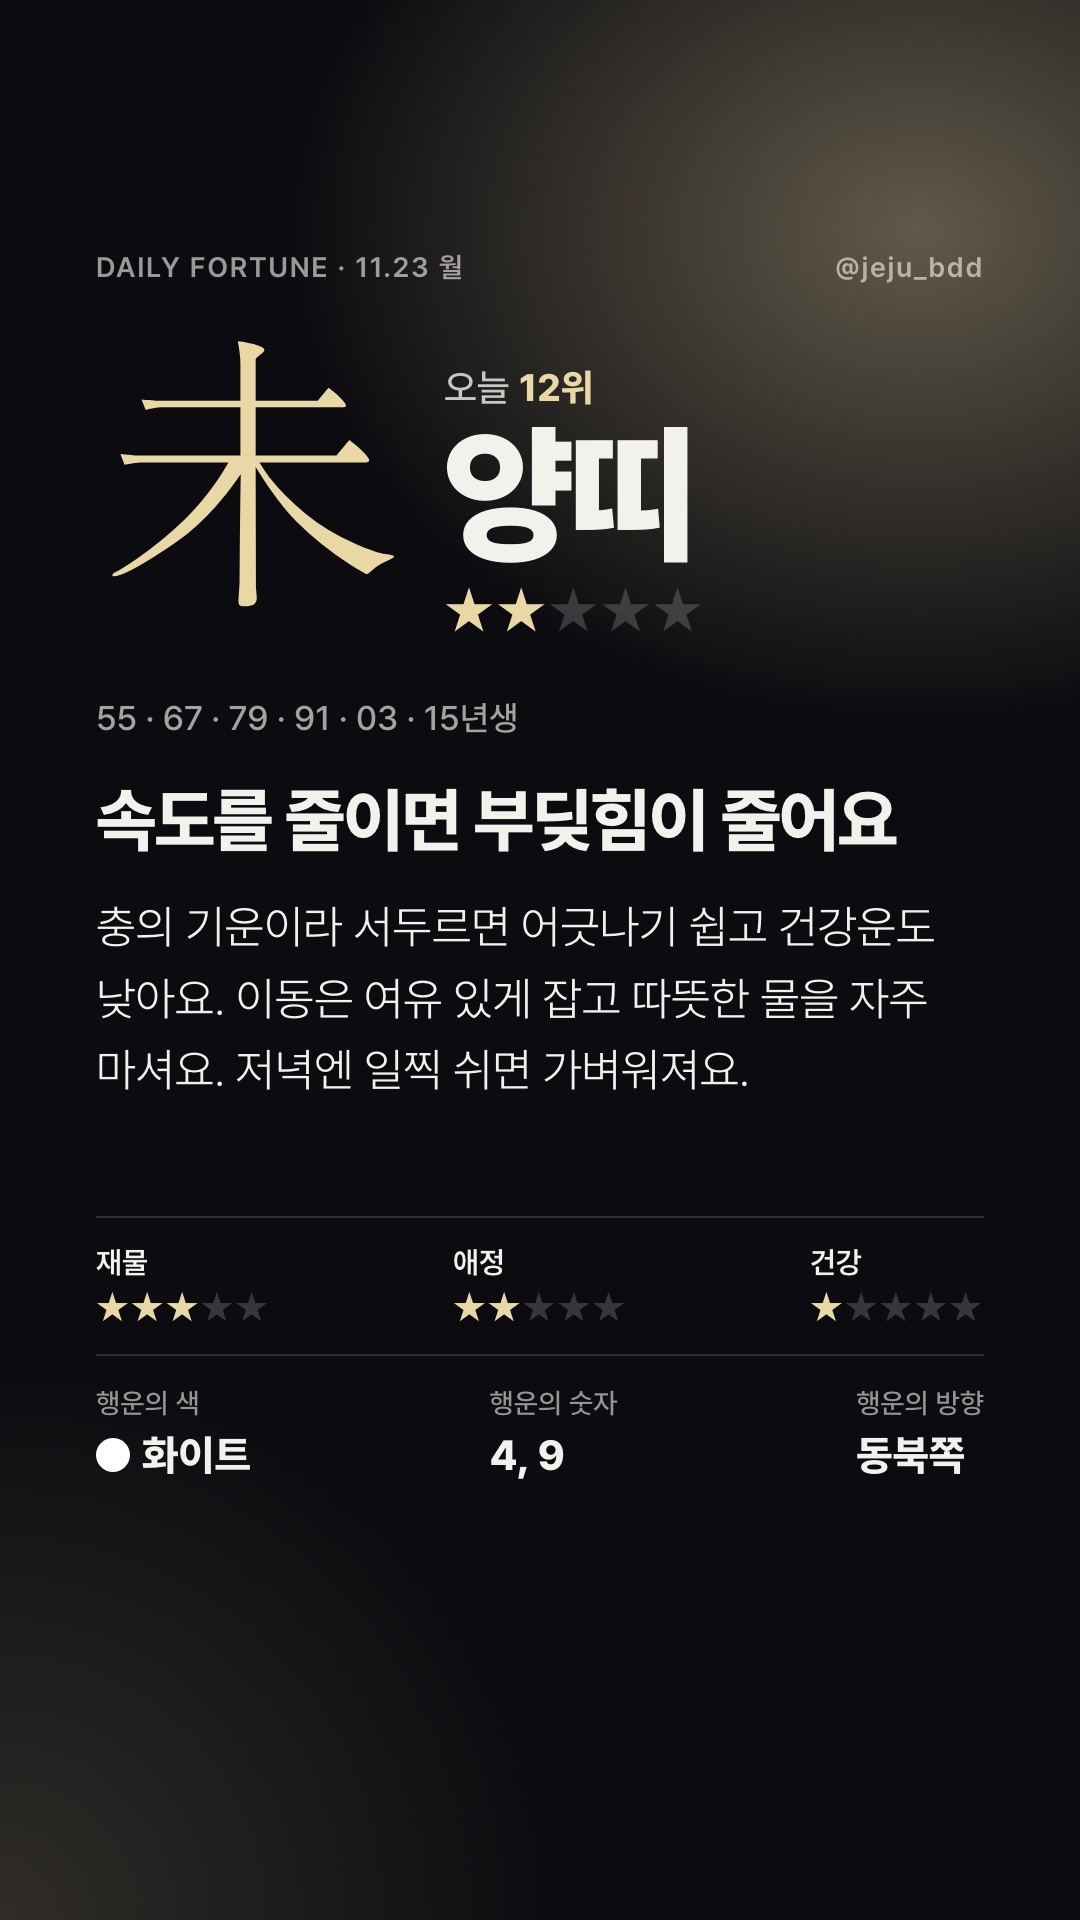 DAILY FORTUNE · 11.23 월
@jeju_bdd
未
오늘 12위
양띠
★★★★★
55 · 67 · 79 · 91 · 03 · 15년생
속도를 줄이면 부딪힘이 줄어요
충의 기운이라 서두르면 어긋나기 쉽고 건강운도
낮아요. 이동은 여유 있게 잡고 따뜻한 물을 자주
마셔요. 저녁엔 일찍 쉬면 가벼워져요.
재물 애정 건강
★★★★★ ★★★★★ ★★★★★
행운의 색 행운의 숫자 행운의 방향
화이트 4, 9 동북쪽